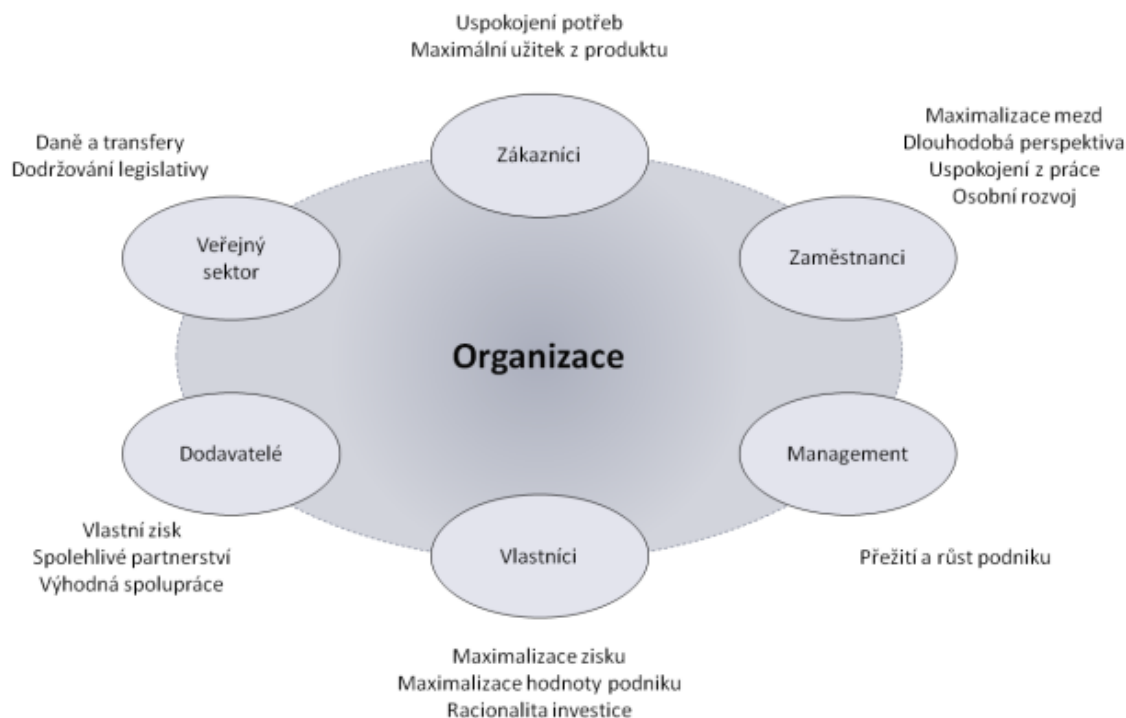 Uspokojení potřeb
Maximální užitek z produktu
Zákazníci
Daně a transfery
Dodržování legislativy
Veřejný
sektor
Maximalizace mezd
Dlouhodobá perspektiva
Uspokojení z práce
Osobní rozvoj
Zaměstnanci
Organizace
Dodavatelé
Vlastní zisk
Spolehlivé partnerství
Výhodná spolupráce
Management
Přežití a růst podniku
Vlastníci
Maximalizace zisku
Maximalizace hodnoty podniku
Racionalita investice